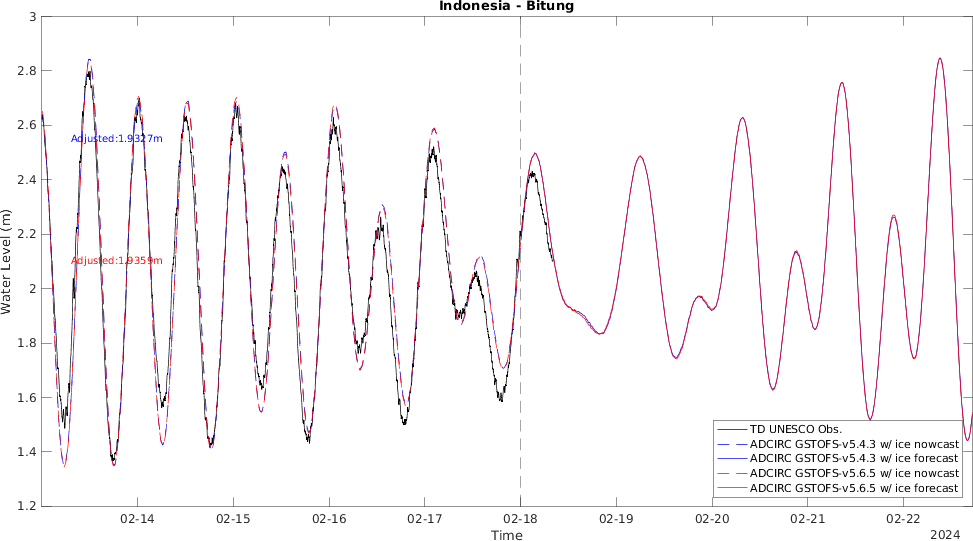 Indonesia - Bitung
3
2.8
2.6
2.4
2.2
2
1.8
1.6
1.4
1.2
Water Level (m)
Adjusted:1.9327m
Adjusted:1.9359m
TD UNESCO Obs.
ADCIRC GSTOFS-v5.4.3 w/ ice nowcast
ADCIRC GSTOFS-v5.4.3 w/ ice forecast
ADCIRC GSTOFS-v5.6.5 w/ ice nowcast
ADCIRC GSTOFS-v5.6.5 w/ ice forecast
02-14 02-15 02-16 02-17 02-18 02-19 02-20 02-21 02-22
Time
2024